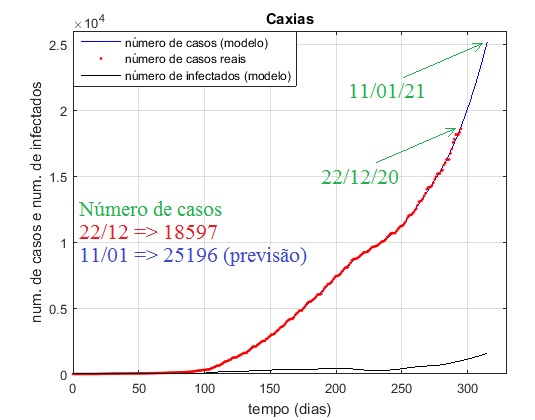 Caxias
×10⁴
número de casos (modelo)
número de casos reais
número de infectados (modelo)
11/01/21
22/12/20
Número de casos
22/12 => 18597
11/01 => 25196 (previsão)
num. de casos e num. de infectados
2.5
2
1.5
1
0.5
0
0 50 100 150 200 250 300
tempo (dias)